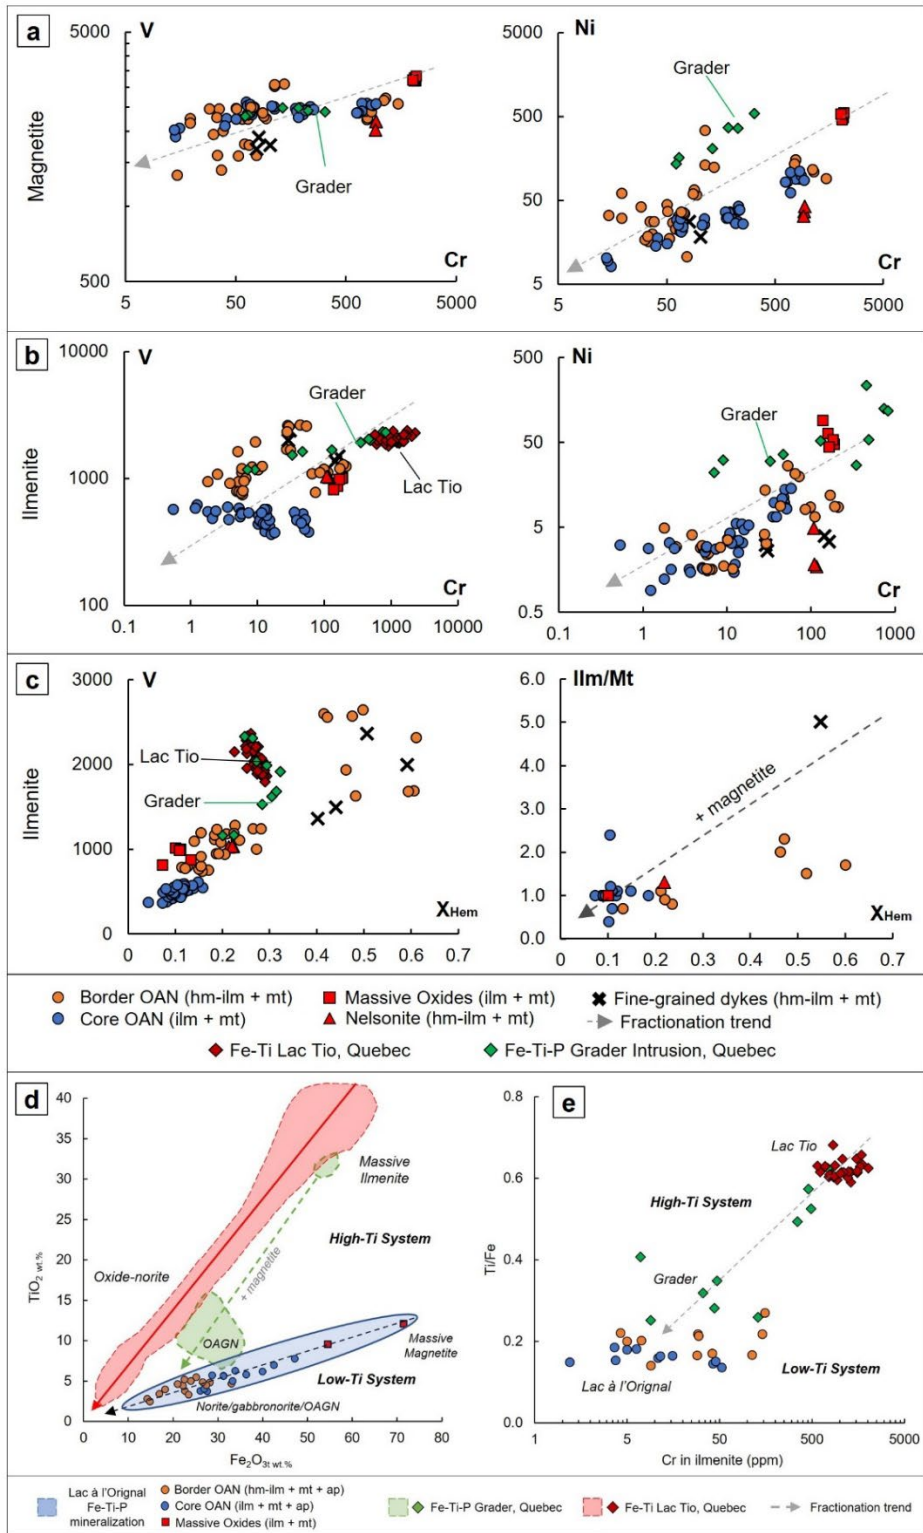 a
V
Ni
5000
5000
Grader
500
Magnetite
Grader
50
Cr
Cr
500
5
5
50
500
5000
5
50
500
5000
b
V
Ni
10000
500
Grader
Grader
50
Ilmenite
1000
Lac Tio
5
Cr
Cr
100
0.5
0.1
1
10
100
1000
10000
0.1
1
10
100
1000
c
V
Ilm/Mt
3000
6.0
5.0
Lac Tio
2000
4.0
+ magnetite
Ilmenite
Grader
3.0
1000
2.0
1.0
XHem
XHem
0
0.0
0
0.1
0.2
0.3
0.4
0.5
0.6
0.7
0
0.1
0.2
0.3
0.4
0.5
0.6
0.7
Border OAN (hm-ilm + mt)
Massive Oxides (ilm + mt)
Fine-grained dykes (hm-ilm + mt)
Core OAN (ilm + mt)
Nelsonite (hm-ilm + mt)
Fractionation trend
Fe-Ti Lac Tio, Quebec
Fe-Ti-P Grader Intrusion, Quebec
d
40
35
30
25
20
15
10
5
0
TiO2 wt.%
Massive
Ilmenite
High-Ti System
Oxide-norite
+ magnetite
OAGN
Massive
Magnetite
Low-Ti System
Norite/gabbronorite/OAGN
0
10
20
30
40
50
60
70
80
Fe2O3t wt.%
e
0.8
0.6
0.4
0.2
0.0
Ti/Fe
Lac Tio
High-Ti System
Grader
Lac à l'Orignal
Low-Ti System
1
5
50
500
5000
Cr in ilmenite (ppm)
Lac à l'Orignal
Fe-Ti-P
mineralization
Border OAN (hm-ilm + mt + ap)
Core OAN (ilm + mt + ap)
Massive Oxides (ilm + mt)
Fe-Ti-P Grader, Quebec
Fe-Ti Lac Tio, Quebec
Fractionation trend